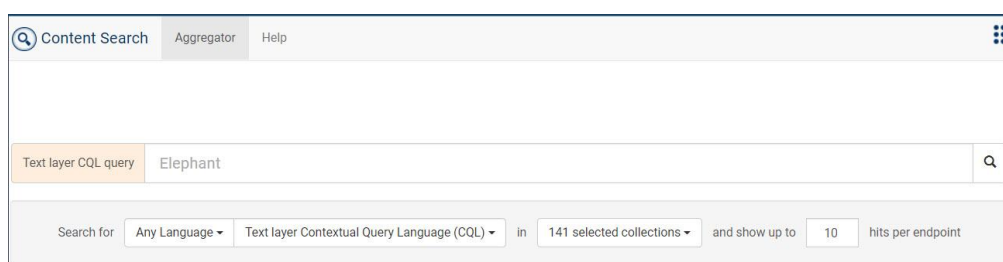 Content Search Aggregator Help
Text layer CQL query Elephant
Search for Any Language Text layer Contextual Query Language (CQL) in 141 selected collections and show up to 10 hits per endpoint